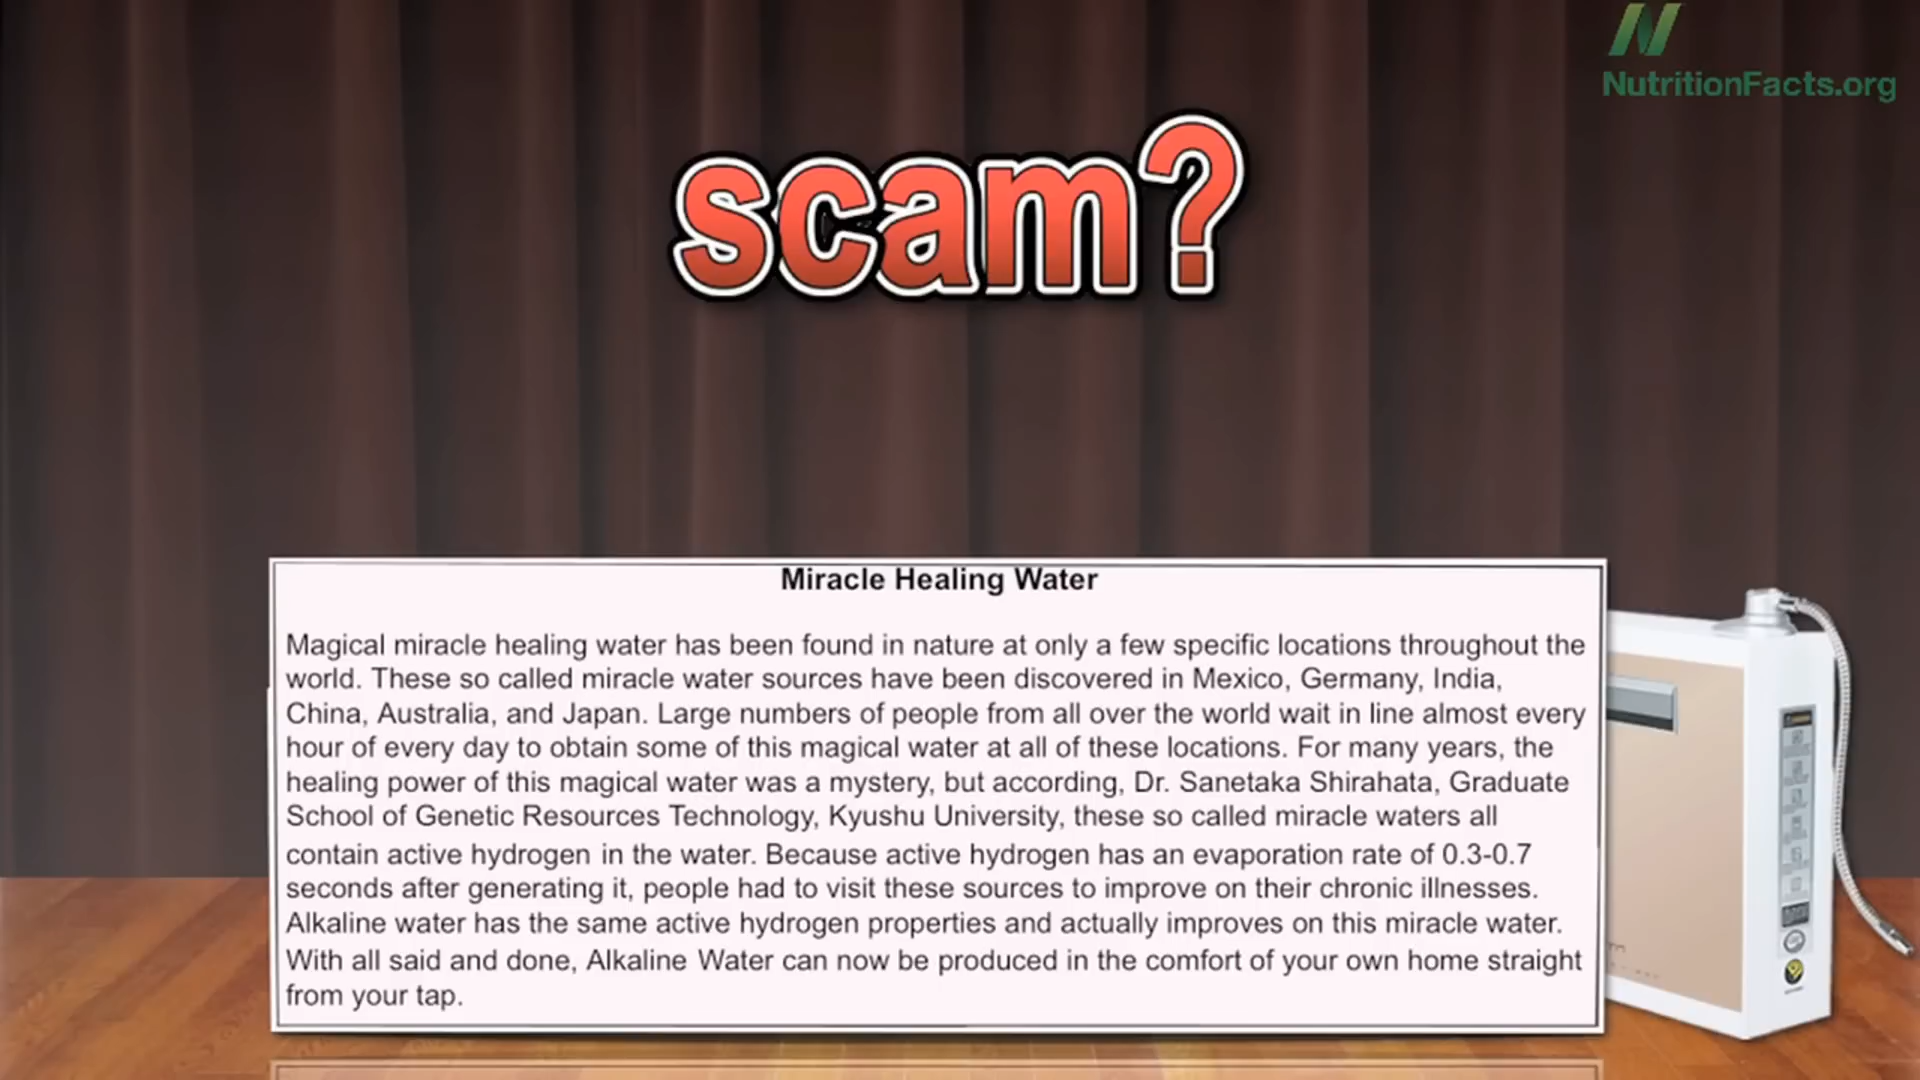 NutritionFacts.org
scam?
Miracle Healing Water
Magical miracle healing water has been found in nature at only a few specific locations throughout the
world. These so called miracle water sources have been discovered in Mexico, Germany, India,
China, Australia, and Japan. Large numbers of people from all over the world wait in line almost every
hour of every day to obtain some of this magical water at all of these locations. For many years, the
healing power of this magical water was a mystery, but according, Dr. Sanetaka Shirahata, Graduate
School of Genetic Resources Technology, Kyushu University, these so called miracle waters all
contain active hydrogen in the water. Because active hydrogen has an evaporation rate of 0.3-0.7
seconds after generating it, people had to visit these sources to improve on their chronic illnesses.
Alkaline water has the same active hydrogen properties and actually improves on this miracle water.
With all said and done, Alkaline Water can now be produced in the comfort of your own home straight
from your tap.